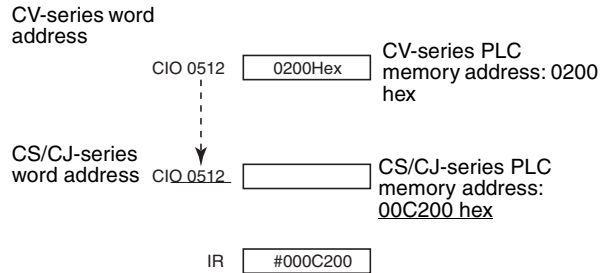 CV-series word
address
CIO 0512
0200Hex
CV-series PLC
memory address: 0200
hex
CS/CJ-series
word address
CIO 0512
CS/CJ-series PLC
memory address:
00C200 hex
IR
#000C200